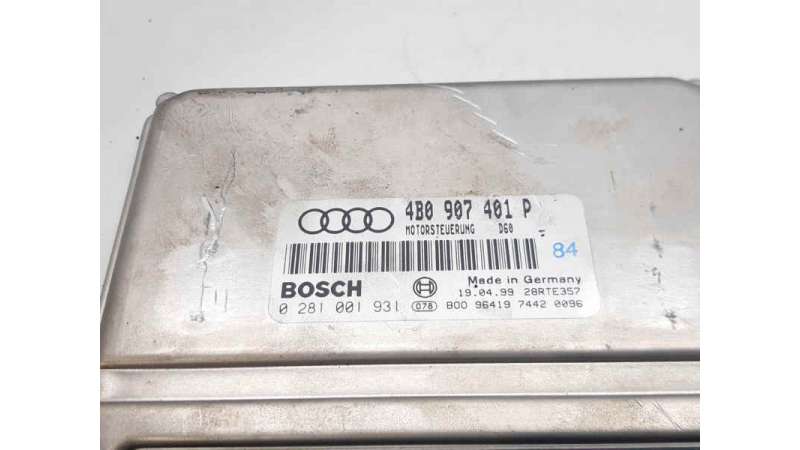 4B0 907 401 P
MOTORSTEUERUNG D60
84
BOSCH
Made in Germany
19.04.99 28RTE357
0 281 001 931 078 B00 96419 7442 0096